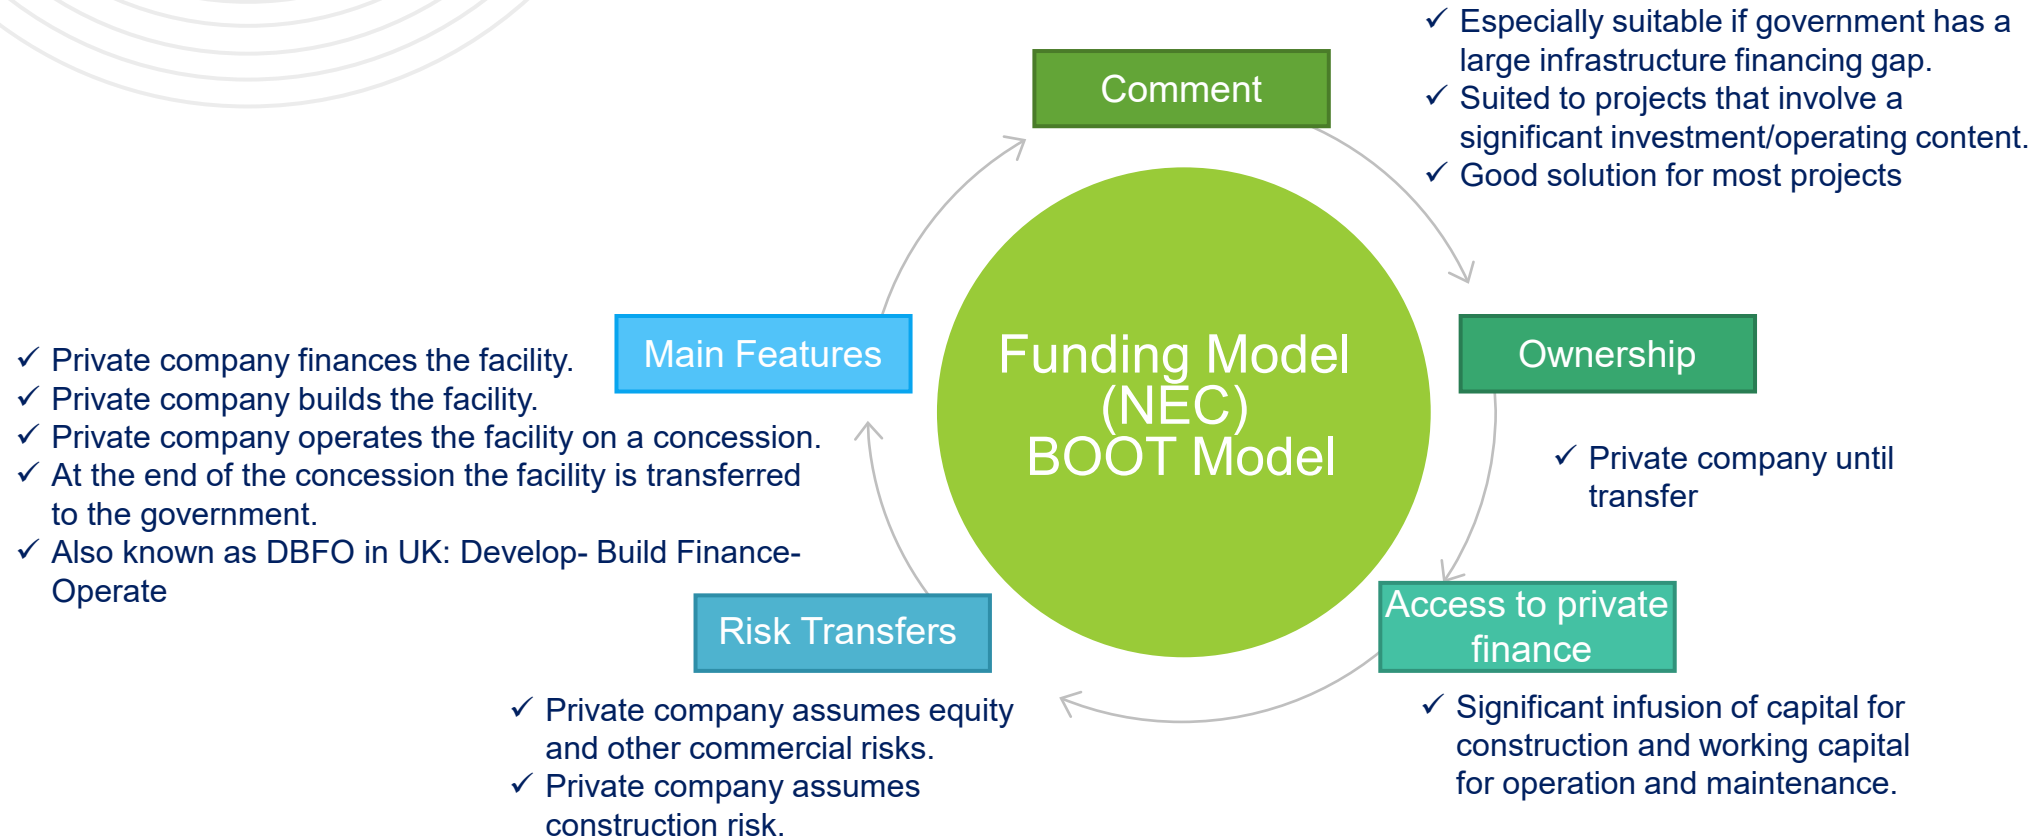 Comment
✓ Especially suitable if government has a
large infrastructure financing gap.
✓ Suited to projects that involve a
significant investment/operating content.
✓ Good solution for most projects
Funding Model
(NEC)
BOOT Model
Ownership
✓ Private company until
transfer
Access to private
finance
✓ Significant infusion of capital for
construction and working capital
for operation and maintenance.
Risk Transfers
✓ Private company assumes equity
and other commercial risks.
✓ Private company assumes
construction risk.
Main Features
✓ Private company finances the facility.
✓ Private company builds the facility.
✓ Private company operates the facility on a concession.
✓ At the end of the concession the facility is transferred
to the government.
✓ Also known as DBFO in UK: Develop- Build Finance-
Operate